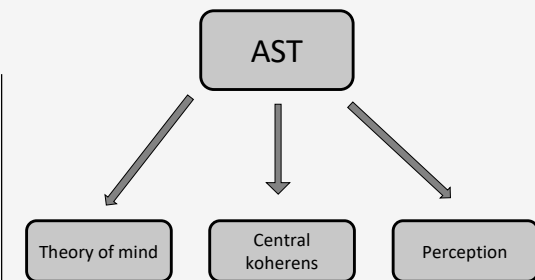 AST
Theory of mind
Central
koherens
Perception